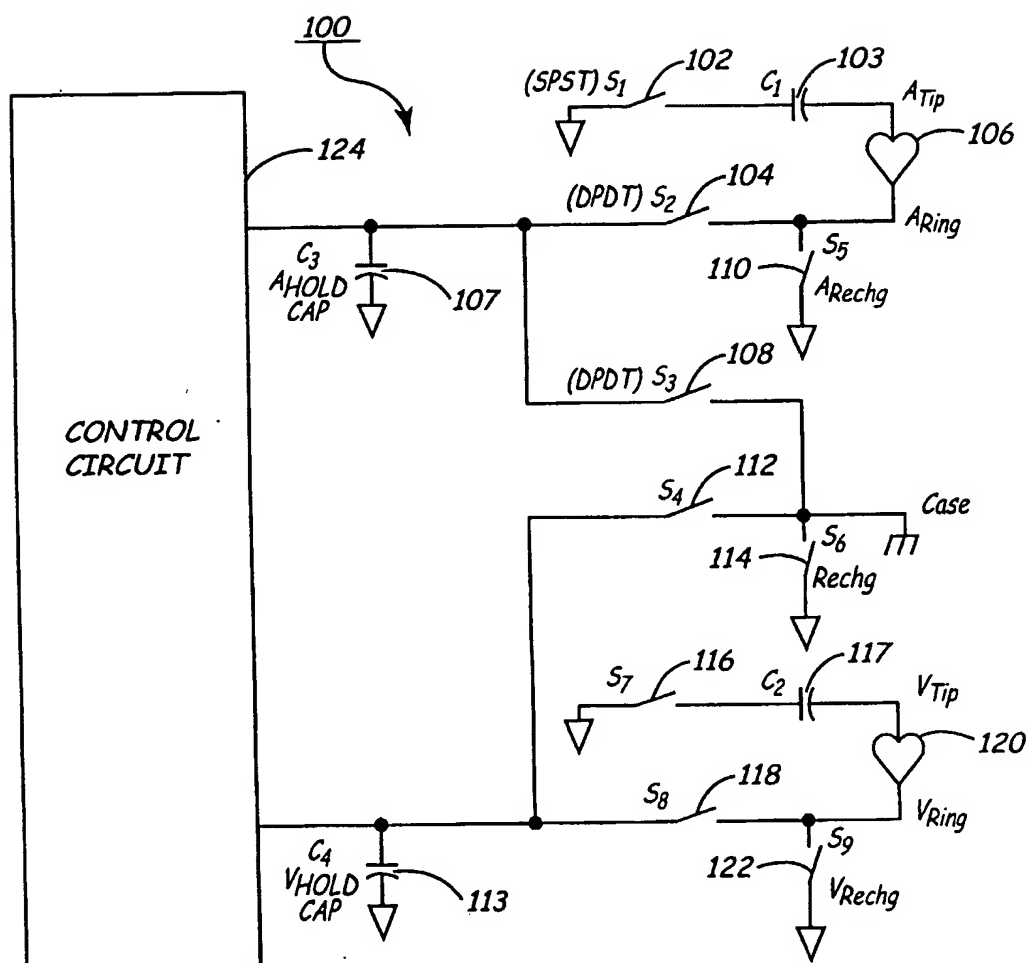 100
(SPST) S1
102
C1
103
ATip
106
124
(DPDT) S2
104
ARing
C3
AHOLD
CAP
107
110
S5
ARechg
(DPDT) S3
108
CONTROL
CIRCUIT
S4
112
Case
114
S6
Rechg
S7
116
C2
117
VTip
120
S8
118
VRing
C4
VHOLD
CAP
113
122
S9
VRechg